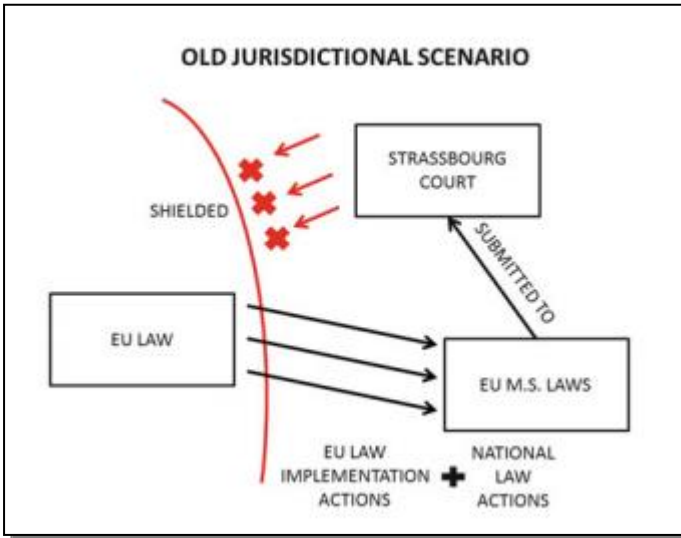 OLD JURISDICTIONAL SCENARIO
STRASSBOURG
COURT
SHIELDED
SUBMITTED TO
EU LAW
EU M.S. LAWS
EU LAW
IMPLEMENTATION
ACTIONS
NATIONAL
LAW
ACTIONS